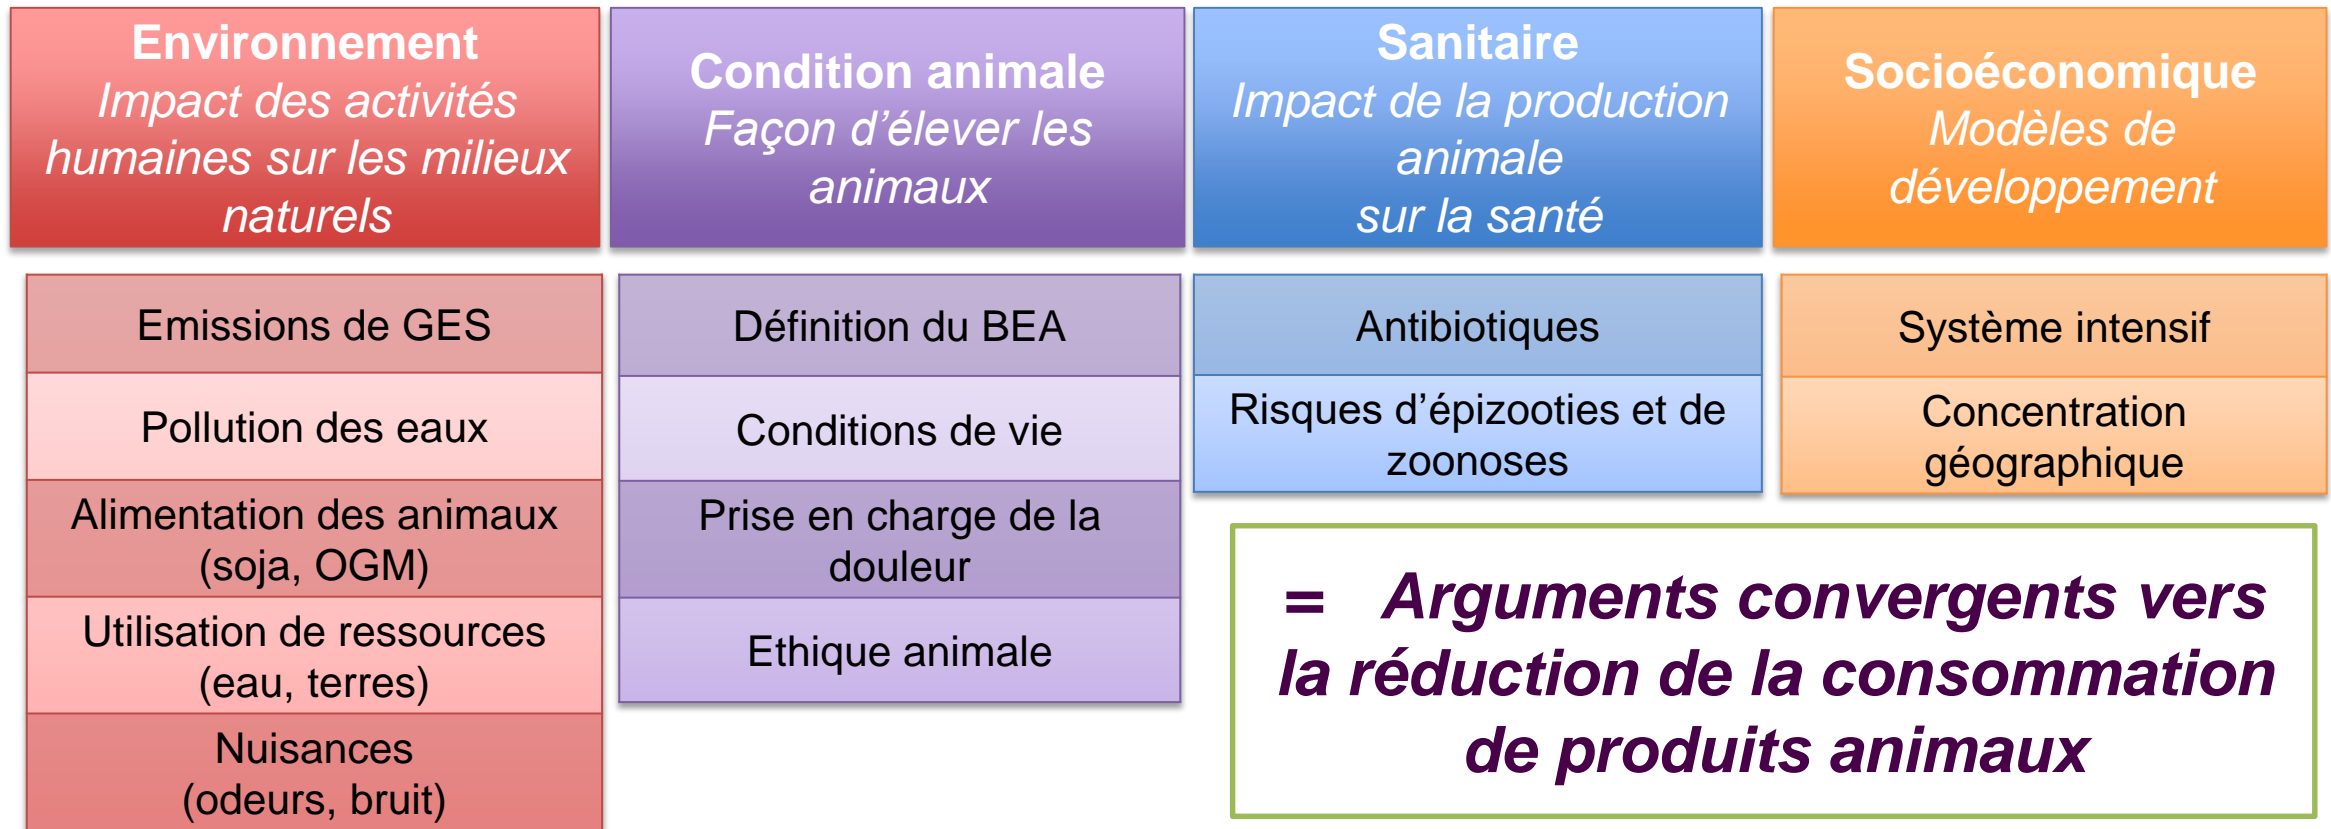 Environnement
Impact des activités
humaines sur les milieux
naturels
Condition animale
Façon d’élever les
animaux
Sanitaire
Impact de la production
animale
sur la santé
Socioéconomique
Modèles de
développement
Emissions de GES
Pollution des eaux
Alimentation des animaux
(soja, OGM)
Utilisation de ressources
(eau, terres)
Nuisances
(odeurs, bruit)
Définition du BEA
Conditions de vie
Prise en charge de la
douleur
Ethique animale
Antibiotiques
Risques d’épizooties et de
zoonoses
Système intensif
Concentration
géographique
= Arguments convergents vers
la réduction de la consommation
de produits animaux